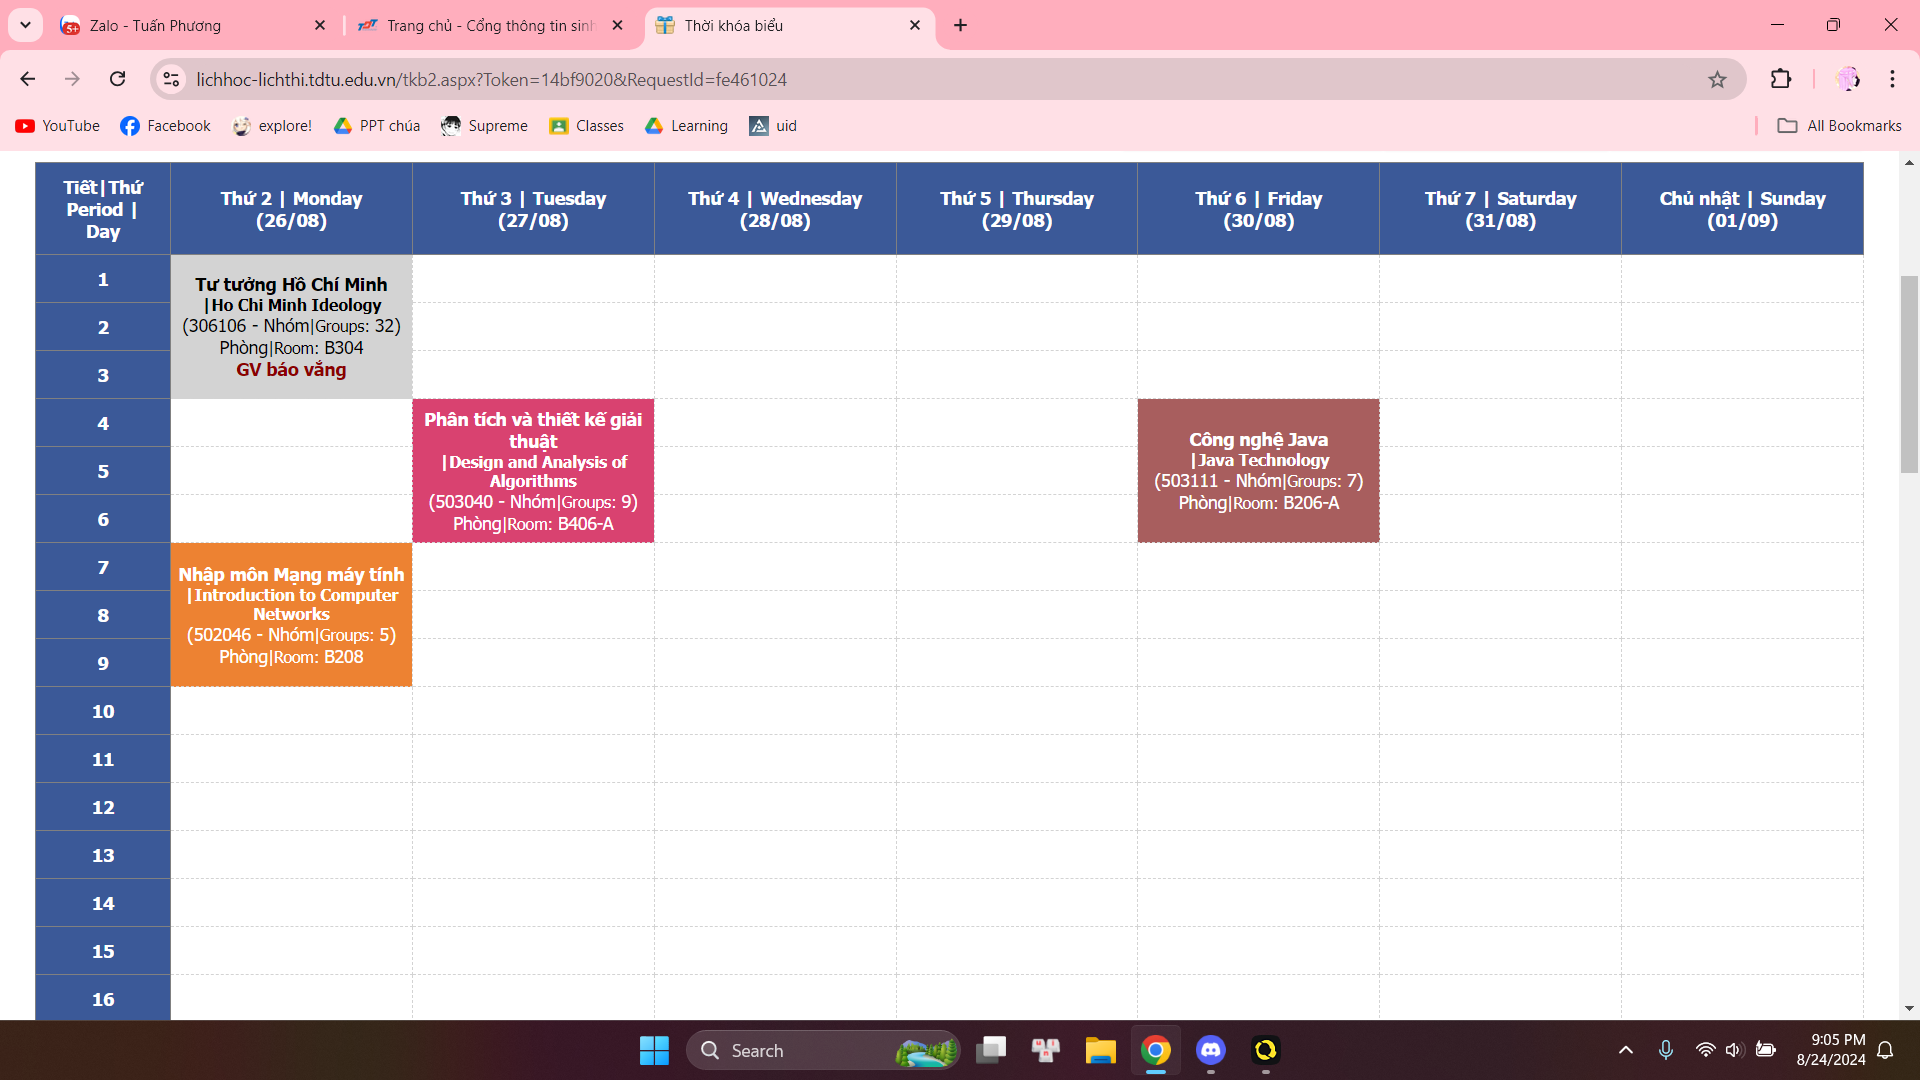 Zalo - Tuấn Phương
Trang chủ - Cổng thông tin sinh
Thời khóa biểu
lichhoc-lichthi.tdtu.edu.vn/tkb2.aspx?Token=14bf9020&RequestId=fe461024
YouTube
Facebook
explore!
PPT chúa
Supreme
Classes
Learning
uid
All Bookmarks
Tiết|Thứ
Period |
Day
Thứ 2 | Monday
(26/08)
Thứ 3 | Tuesday
(27/08)
Thứ 4 | Wednesday
(28/08)
Thứ 5 | Thursday
(29/08)
Thứ 6 | Friday
(30/08)
Thứ 7 | Saturday
(31/08)
Chủ nhật | Sunday
(01/09)
1
2
3
Tư tưởng Hồ Chí Minh
|Ho Chi Minh Ideology
(306106 - Nhóm|Groups: 32)
Phòng|Room: B304
GV báo vắng
4
5
6
Phân tích và thiết kế giải
thuật
|Design and Analysis of
Algorithms
(503040 - Nhóm|Groups: 9)
Phòng|Room: B406-A
Công nghệ Java
|Java Technology
(503111 - Nhóm|Groups: 7)
Phòng|Room: B206-A
7
8
9
Nhập môn Mạng máy tính
|Introduction to Computer
Networks
(502046 - Nhóm|Groups: 5)
Phòng|Room: B208
10
11
12
13
14
15
16
Search
9:05 PM
8/24/2024